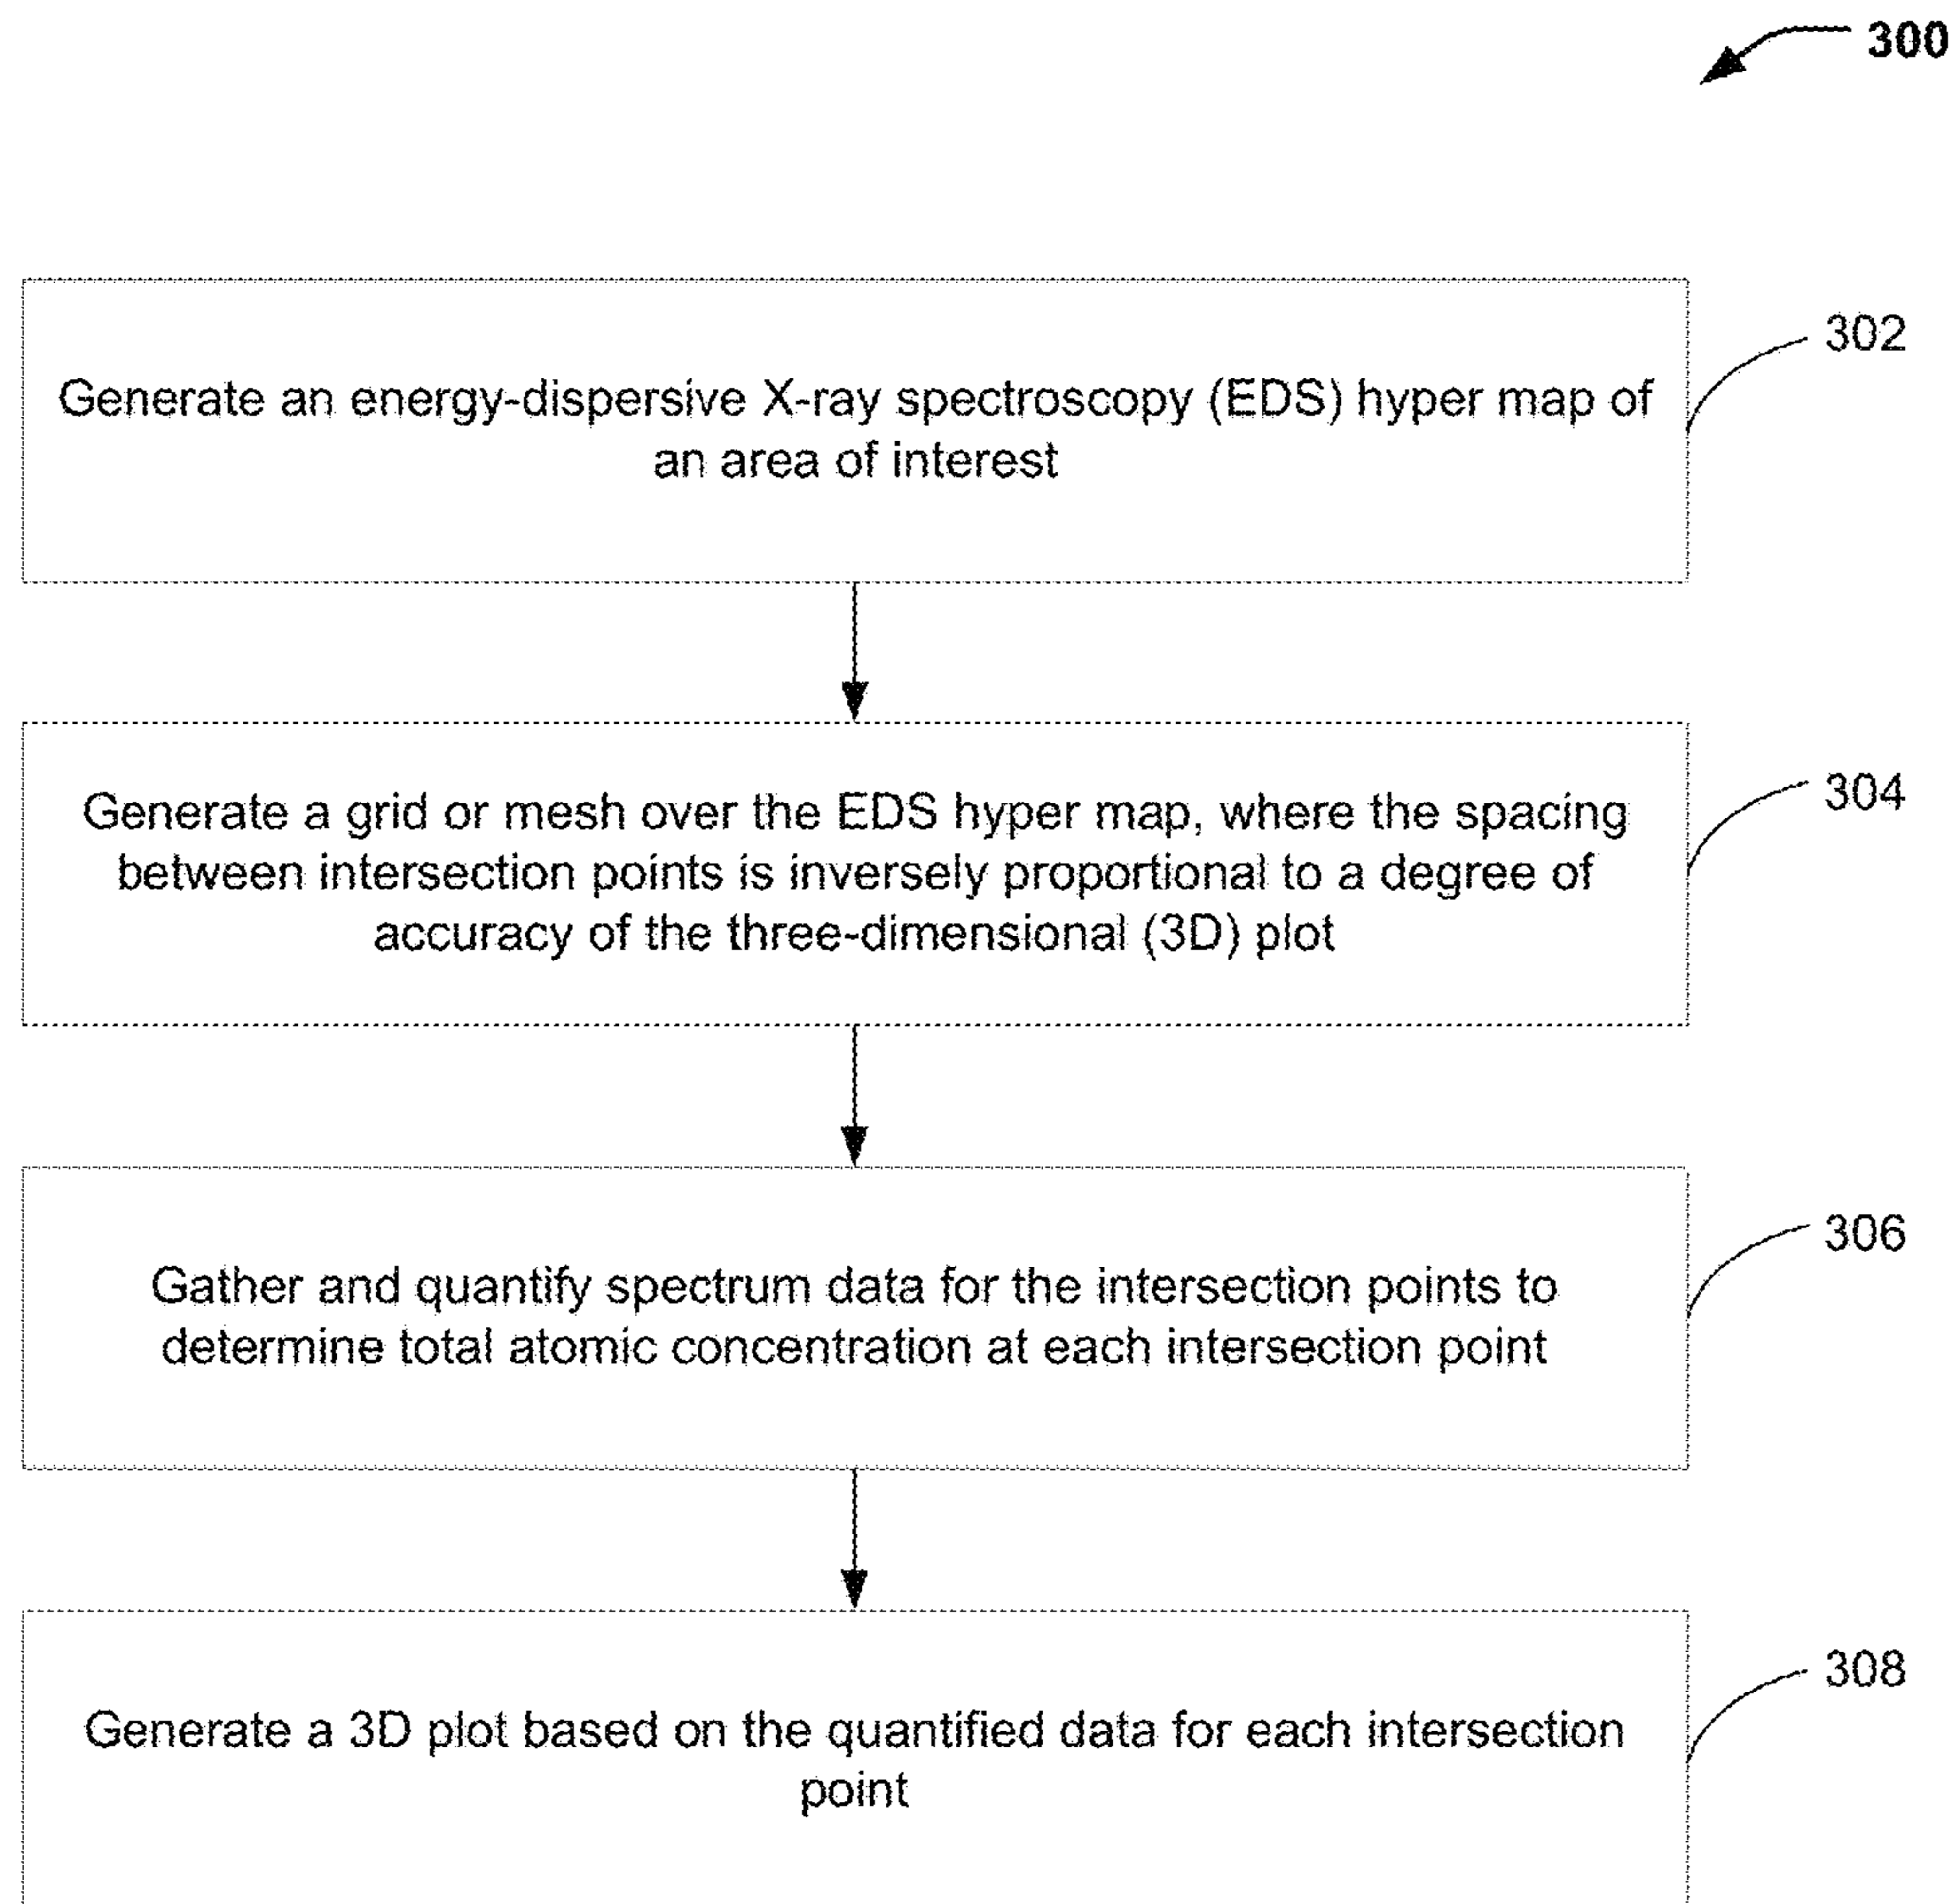 300
302
Generate an energy-dispersive X-ray spectroscopy (EDS) hyper map of
an area of interest
304
Generate a grid or mesh over the EDS hyper map, where the spacing
between intersection points is inversely proportional to a degree of
accuracy of the three-dimensional (3D) plot
306
Gather and quantify spectrum data for the intersection points to
determine total atomic concentration at each intersection point
308
Generate a 3D plot based on the quantified data for each intersection
point